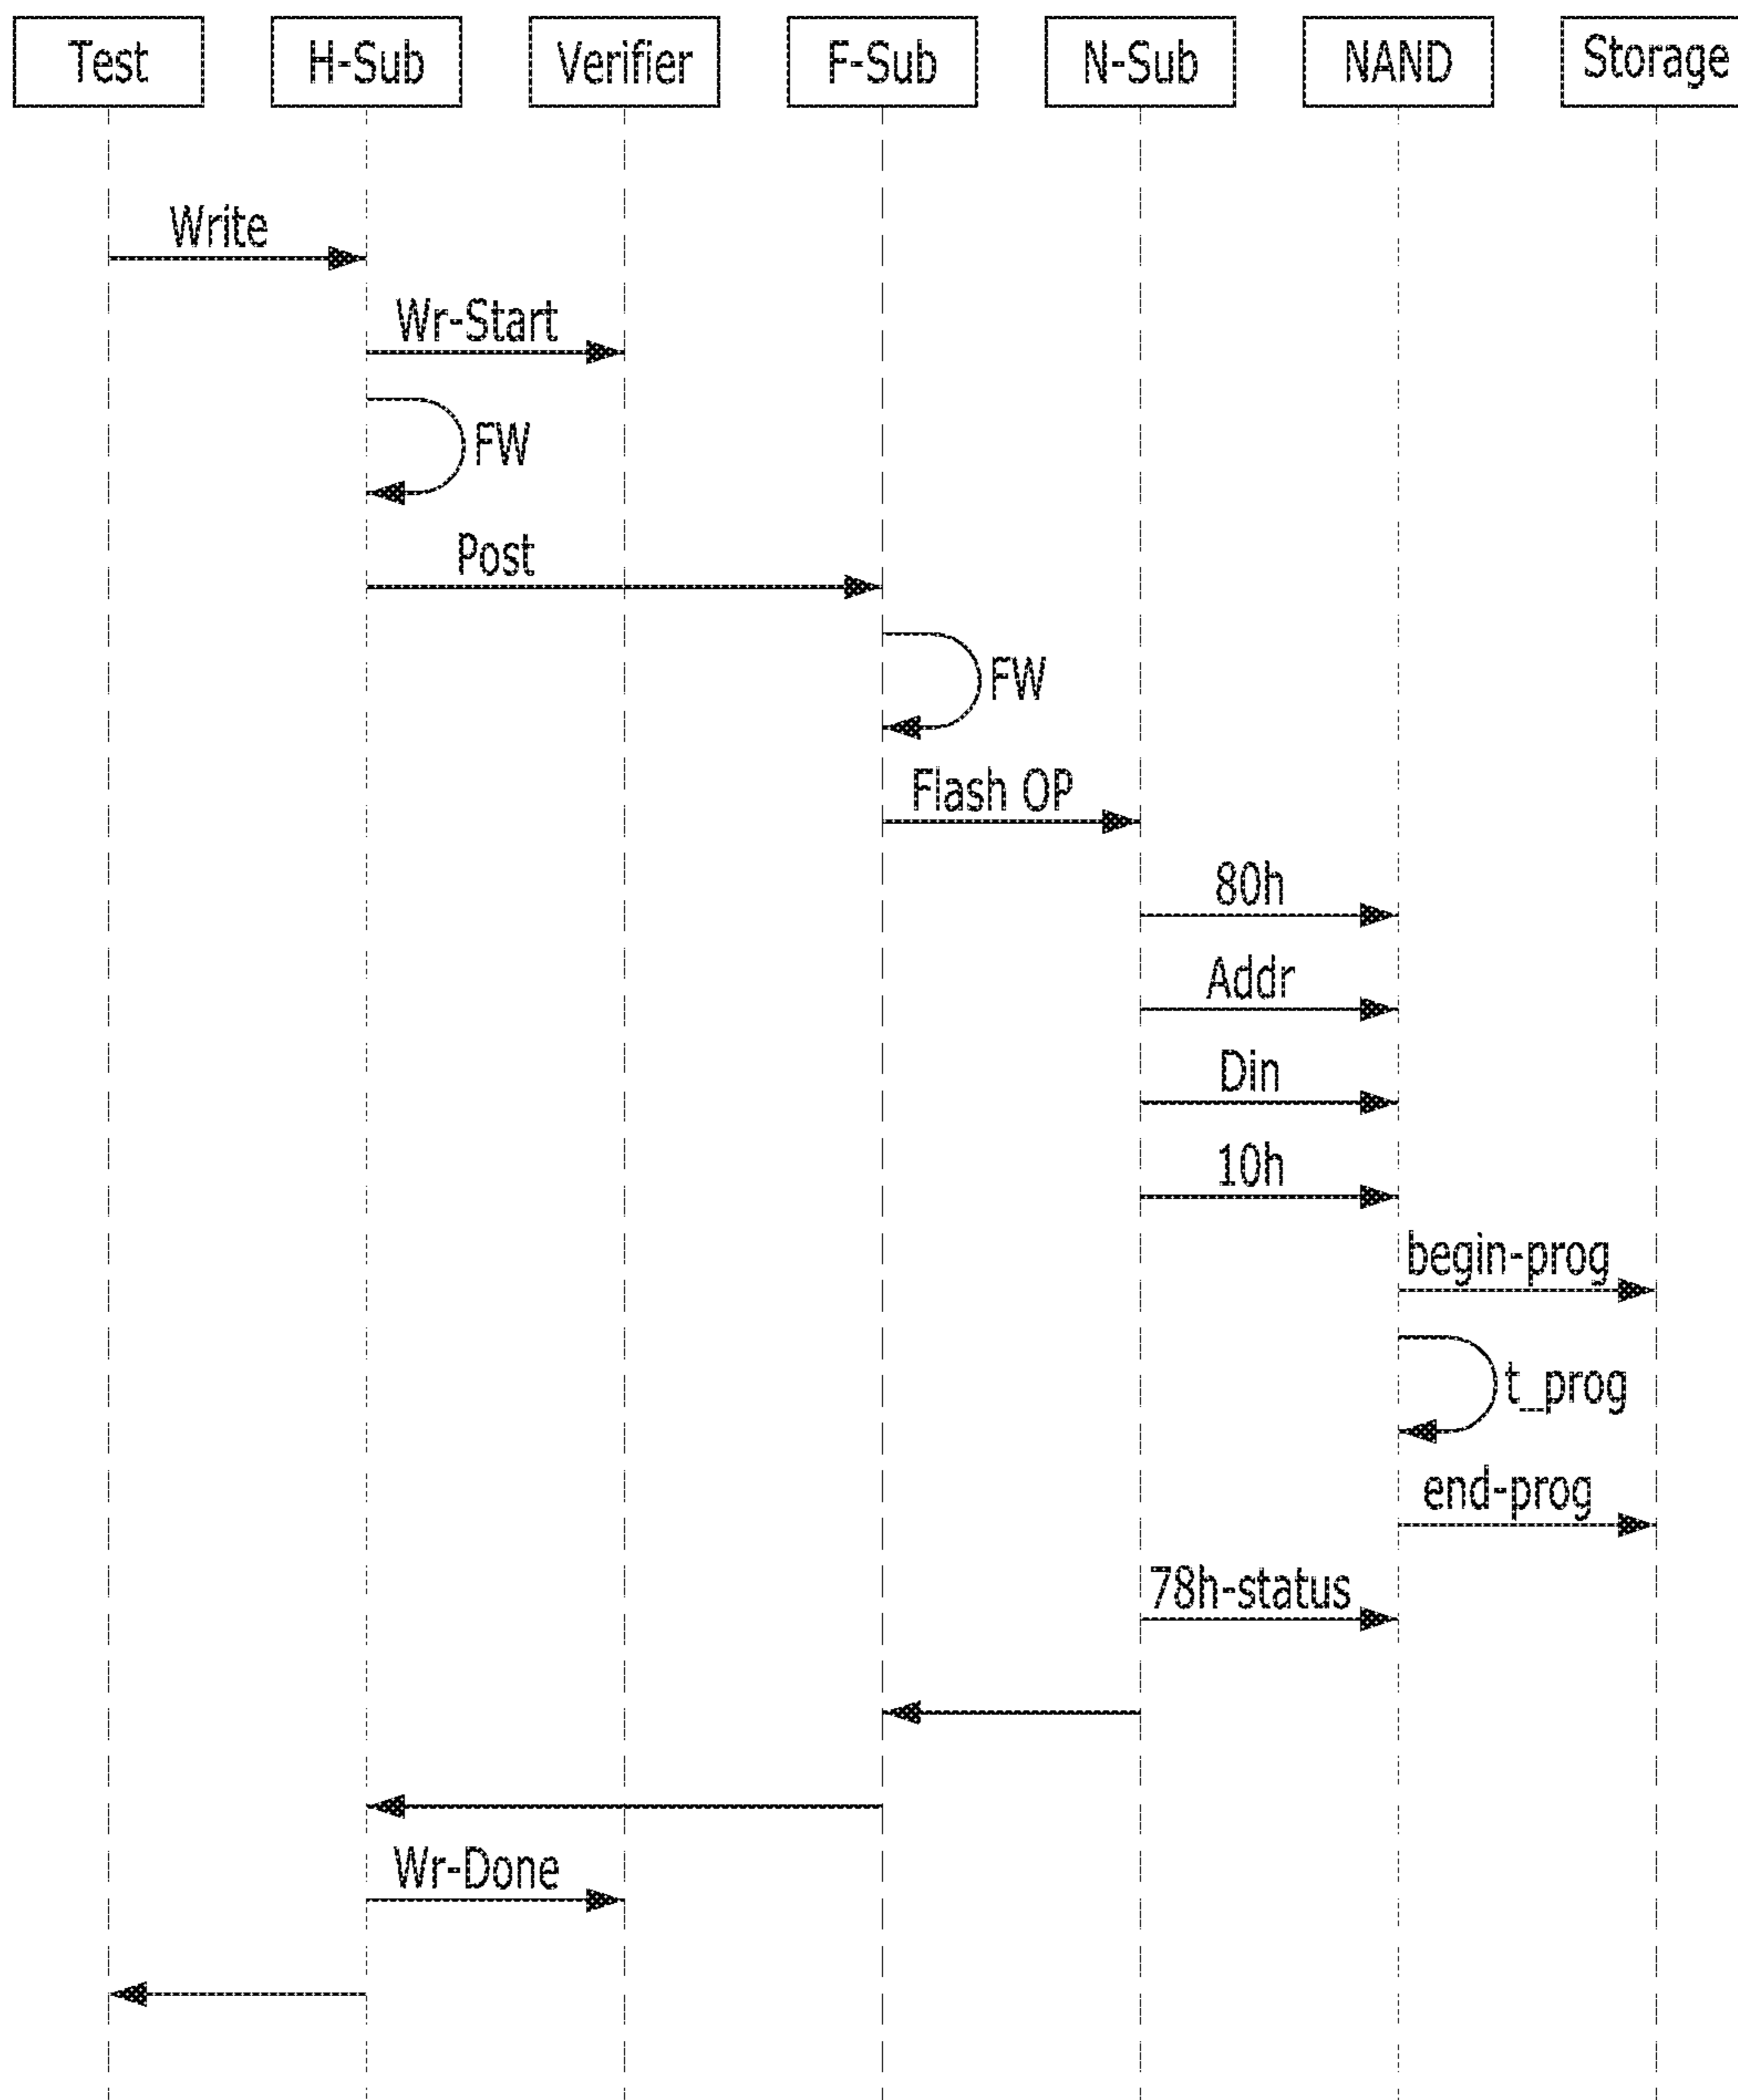 Test
H-Sub
Verifier
F-Sub
N-Sub
NAND
Storage
Write
Wr-Start
FW
Post
FW
Flash OP
80h
Addr
Din
10h
begin-prog
t_prog
end-prog
78h-status
Wr-Done